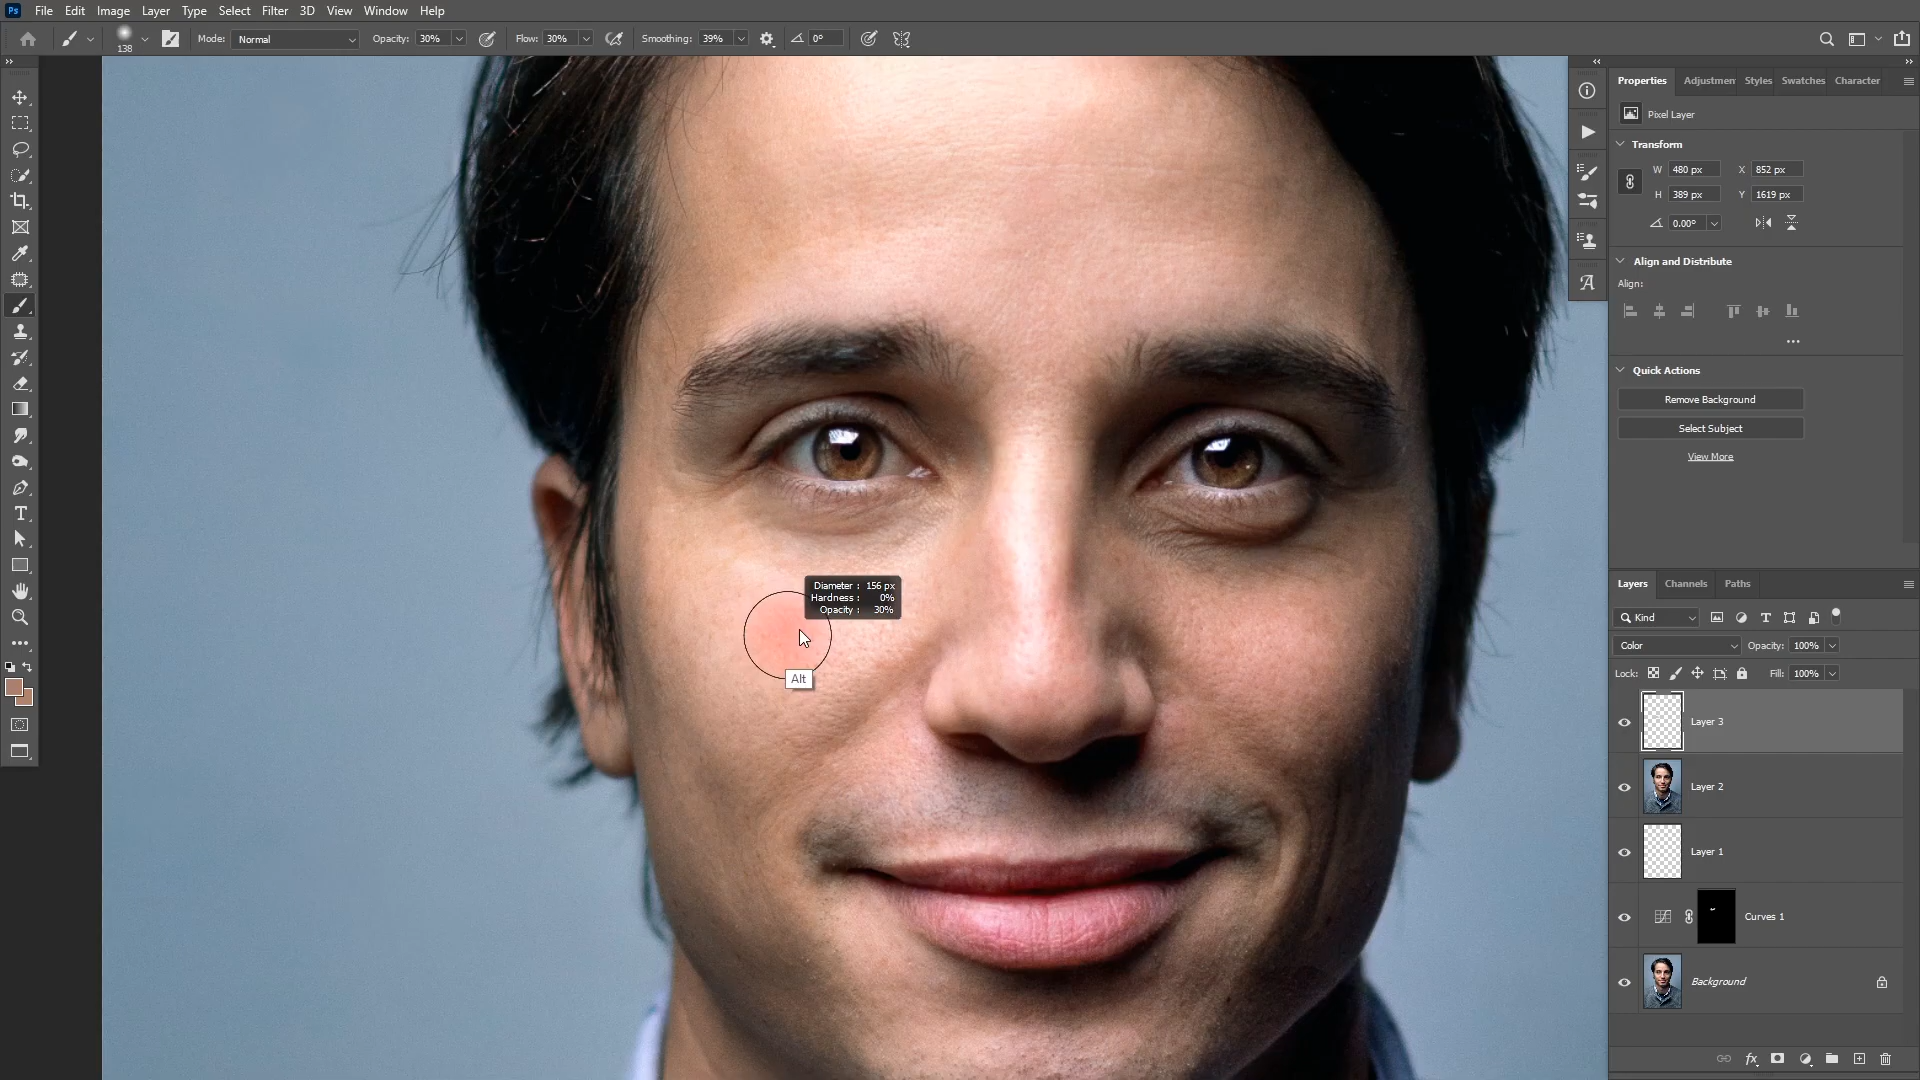 Ps File Edit Image Layer Type Select Filter 3D View Window Help
138 Mode: Normal Opacity: 30% Flow: 30% Smoothing: 39% 0°
Properties Adjustmen Styles Swatches Character
Pixel Layer
Transform
W 480 px X 852 px
H 389 px Y 1619 px
0.00°
Align and Distribute
Align:
Quick Actions
Remove Background
Select Subject
View More
Diameter : 156 px
Hardness : 0%
Opacity : 30%
Alt
Layers Channels Paths
Kind
Color Opacity: 100%
Lock: Fill: 100%
Layer 3
Layer 2
Layer 1
Curves 1
Background
fx